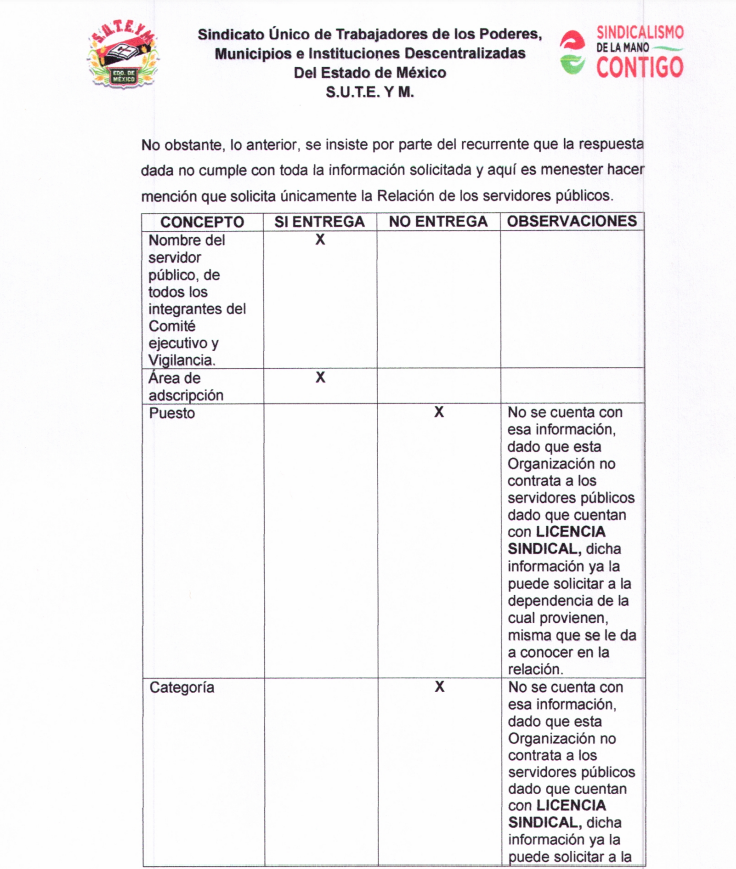 S.U.T.E.Y M.
EDO. DE
MÉXICO
Sindicato Único de Trabajadores de los Poderes,
Municipios e Instituciones Descentralizadas
Del Estado de México
S.U.T.E. Y M.
SINDICALISMO
DE LA MANO
CONTIGO
No obstante, lo anterior, se insiste por parte del recurrente que la respuesta
dada no cumple con toda la información solicitada y aquí es menester hacer
mención que solicita únicamente la Relación de los servidores públicos.
CONCEPTO SI ENTREGA NO ENTREGA OBSERVACIONES
Nombre del X
servidor
público, de
todos los
integrantes del
Comité
ejecutivo y
Vigilancia.
Área de X
adscripción
Puesto X No se cuenta con
esa información,
dado que esta
Organización no
contrata a los
servidores públicos
dado que cuentan
con LICENCIA
SINDICAL, dicha
información ya la
puede solicitar a la
dependencia de la
cual provienen,
misma que se le da
a conocer en la
relación.
Categoría X No se cuenta con
esa información,
dado que esta
Organización no
contrata a los
servidores públicos
dado que cuentan
con LICENCIA
SINDICAL, dicha
información ya la
puede solicitar a la